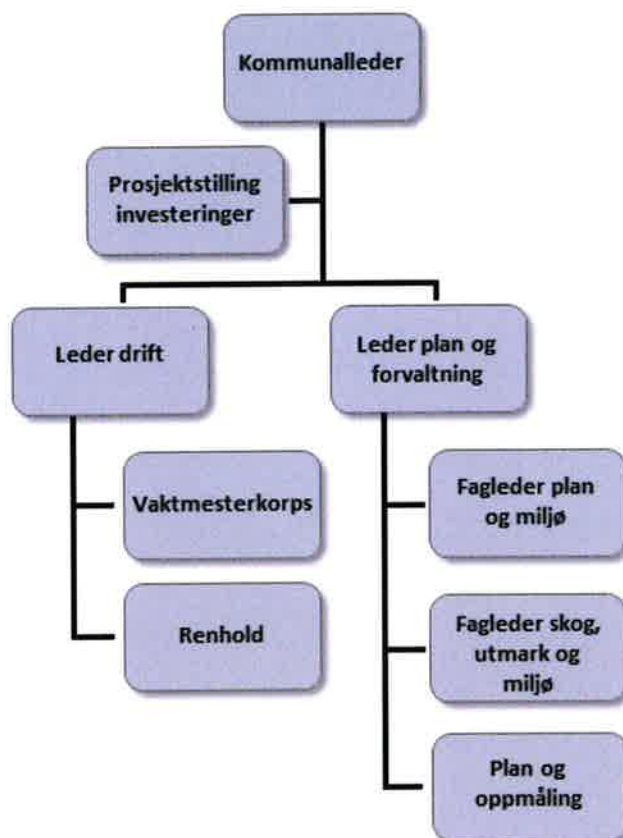 Kommunalleder
Prosjektstilling
investeringer
Leder drift
Leder plan og
forvaltning
Vaktmesterkorps
Fagleder plan
og miljø
Renhold
Fagleder skog,
utmark og
miljø
Plan og
oppmåling